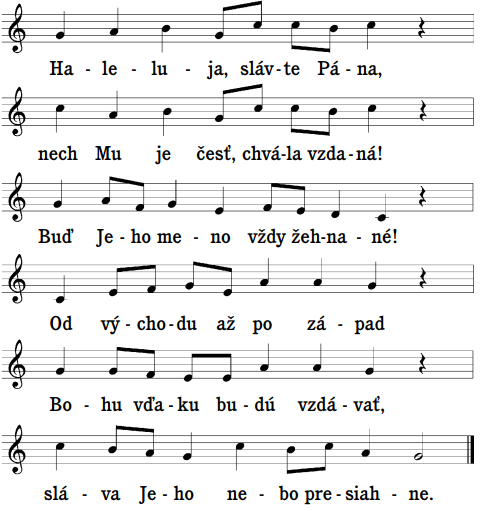 Ha - le - lu - ja, sláv - te Pá - na,
nech Mu je česť, chvá - la vzda - ná!
Buď Je - ho me - no vždy žeh - na - né!
Od vý - cho - du až po zá - pad
Bo - hu vďa - ku bu - dú vzdá - vať,
slá - va Je - ho ne - bo pre - siah - ne.